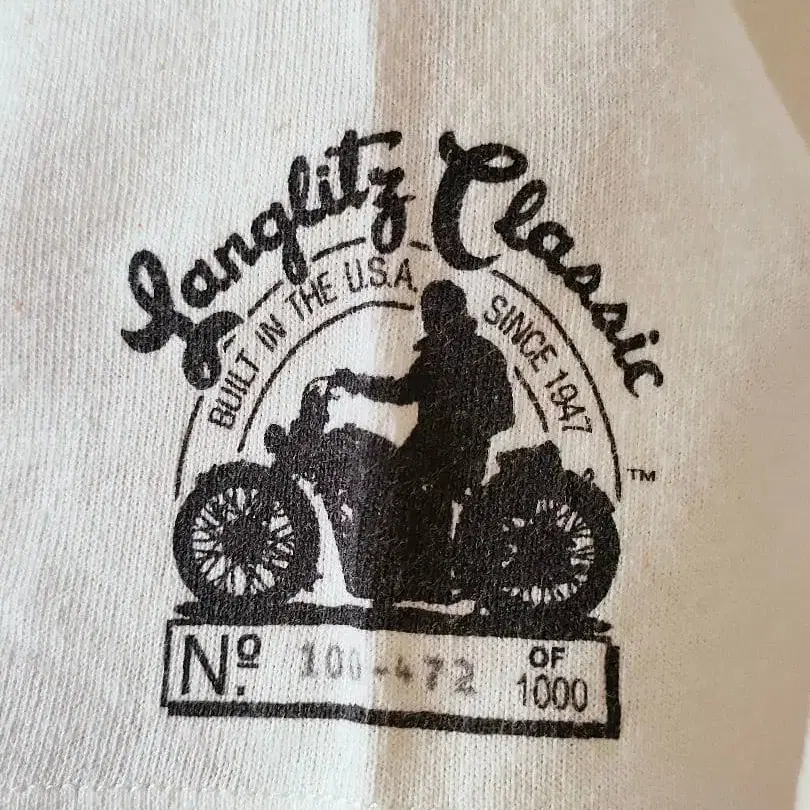 Langlitz Classic
BUILT IN THE U.S.A. SINCE 1947
TM
Nº. 100-472 OF 1000